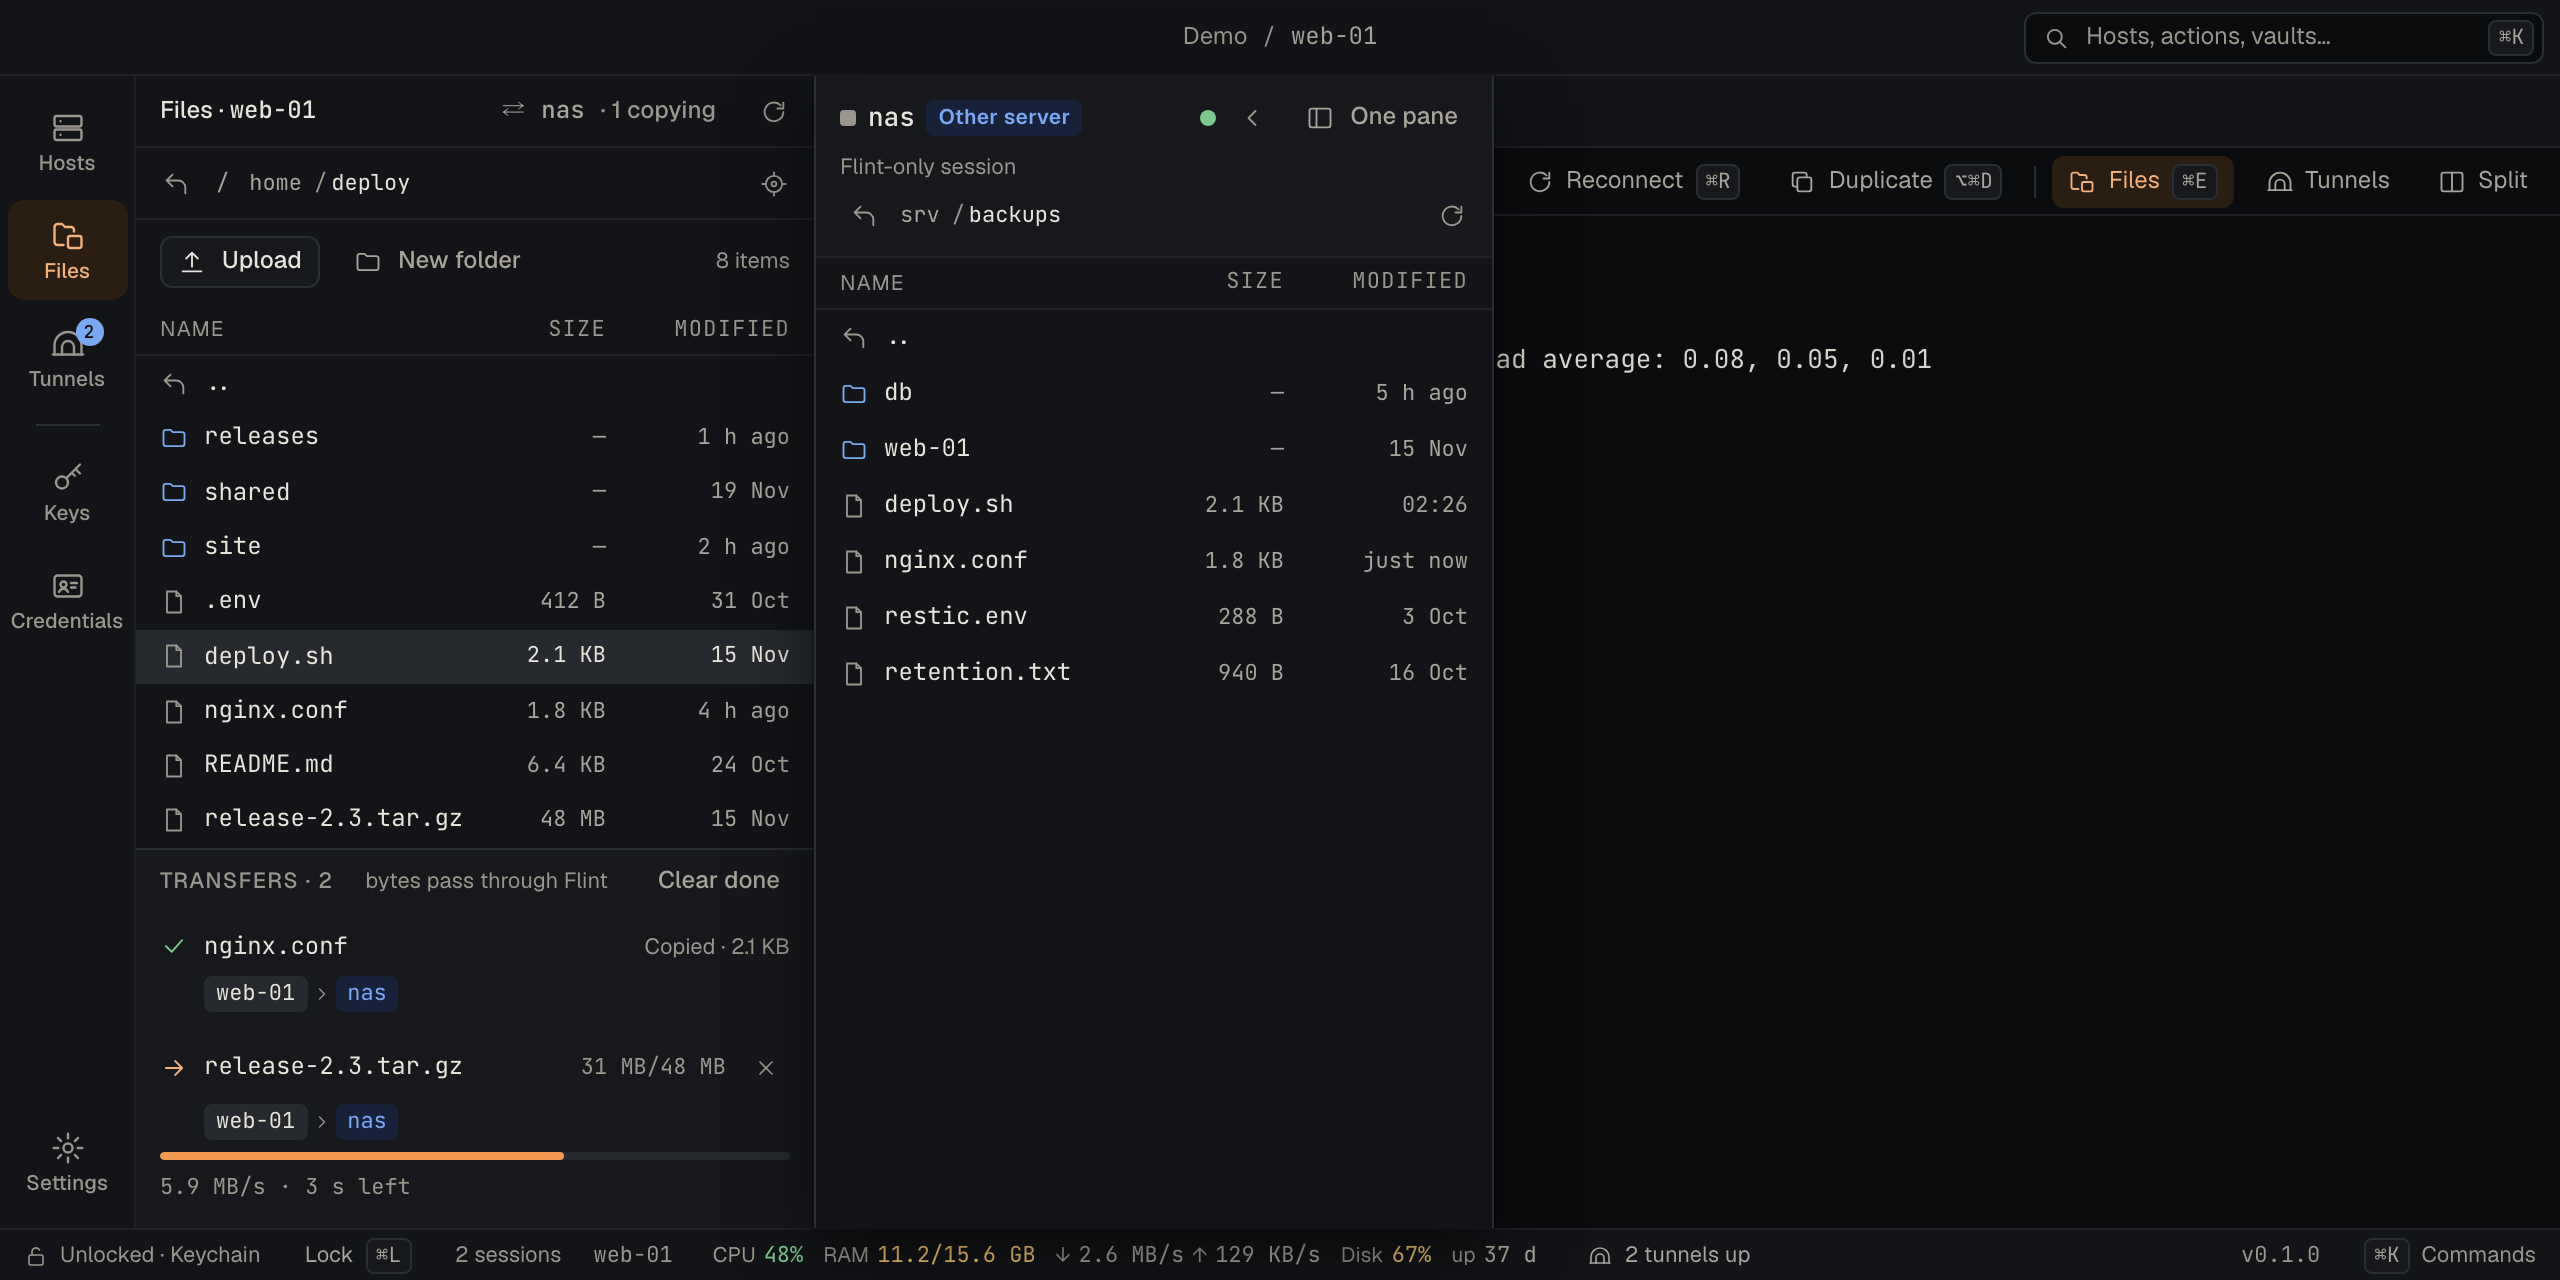 Demo / web-01
Hosts, actions, vaults... ⌘K
Hosts
Files
2
Tunnels
Keys
Credentials
Settings
Files · web-01
nas · 1 copying
/ home / deploy
Upload
New folder
8 items
NAME SIZE MODIFIED
..
releases — 1 h ago
shared — 19 Nov
site — 2 h ago
.env 412 B 31 Oct
deploy.sh 2.1 KB 15 Nov
nginx.conf 1.8 KB 4 h ago
README.md 6.4 KB 24 Oct
release-2.3.tar.gz 48 MB 15 Nov
TRANSFERS · 2 bytes pass through Flint Clear done
nginx.conf Copied · 2.1 KB
web-01 > nas
release-2.3.tar.gz 31 MB/48 MB
web-01 > nas
5.9 MB/s · 3 s left
nas Other server One pane
Flint-only session
srv / backups
NAME SIZE MODIFIED
..
db — 5 h ago
web-01 — 15 Nov
deploy.sh 2.1 KB 02:26
nginx.conf 1.8 KB just now
restic.env 288 B 3 Oct
retention.txt 940 B 16 Oct
Reconnect ⌘R Duplicate ⌥⌘D Files ⌘E Tunnels Split
ad average: 0.08, 0.05, 0.01
Unlocked · Keychain Lock ⌘L 2 sessions web-01 CPU 48% RAM 11.2/15.6 GB ↓ 2.6 MB/s ↑ 129 KB/s Disk 67% up 37 d 2 tunnels up v0.1.0 ⌘K Commands